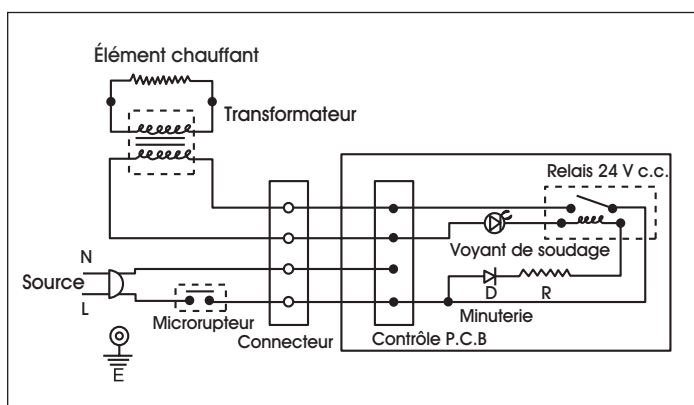 Élément chauffant
Transformateur
Relais 24 V c.c.
Voyant de soudage
N
Source
L
D
R
Microrupteur
Minuterie
Connecteur
Contrôle P.C.B
E